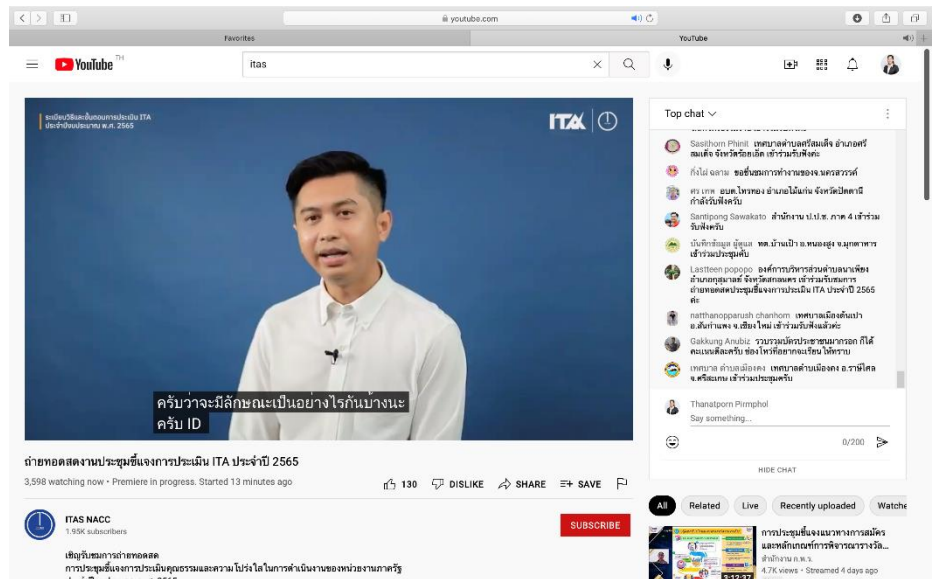 youtube.com
Favorites
YouTube
YouTube TH
itas
ระเบียบวิธีและขั้นตอนการประเมิน ITA
ประจำปีงบประมาณ พ.ศ. 2565
ITA
ครับว่าจะมีลักษณะเป็นอย่างไรกันบ้างนะ
ครับ ID
ถ่ายทอดสดงานประชุมชี้แจงการประเมิน ITA ประจำปี 2565
3,598 watching now • Premiere in progress. Started 13 minutes ago
130 DISLIKE SHARE SAVE
ITAS NACC
1.95K subscribers
SUBSCRIBE
เชิญรับชมการถ่ายทอดสด
การประชุมชี้แจงการประเมินคุณธรรมและความโปร่งใสในการดำเนินงานของหน่วยงานภาครัฐ
Top chat
Sasithorn Phinit เทศบาลตำบลศรีสมเด็จ อำเภอศรี
สมเด็จ จังหวัดร้อยเอ็ด เข้าร่วมรับฟังค่ะ
กิ่งไผ่ ฉลาม ขอชื่นชมการทำงานของจ.นครสวรรค์
ศร เทพ อบต.ไทรทอง อำเภอไม้แก่น จังหวัดปัตตานี
กำลังรับฟังครับ
Santipong Sawakato สำนักงาน ป.ป.ช. ภาค 4 เข้าร่วม
รับฟังครับ
บันทึกข้อมูล ผู้ดูแล ทต.บ้านเป้า อ.หนองสูง จ.มุกดาหาร
เข้าร่วมประชุมคับ
Lastteen popopo องค์การบริหารส่วนตำบลนาเพียง
อำเภอกุสุมาลย์ จังหวัดสกลนคร เข้าร่วมรับชมการ
ถ่ายทอดสดประชุมชี้แจงการประเมิน ITA ประจำปี 2565
ค่ะ
natthanopparush chanhom เทศบาลเมืองต้นเปา
อ.สันกำแพง จ.เชียงใหม่ เข้าร่วมรับฟังแล้วค่ะ
Gakkung Anubiz รวบรวมบัตรประชาชนมากรอก ก็ได้
คะแนนดีละครับ ช่องโหว่ที่อยากจะเรียนให้ทราบ
เทศบาล ตำบลเมืองคง เทศบาลตำบลเมืองคง อ.ราษีไศล
จ.ศรีสะเกษ เข้าร่วมประชุมครับ
Thanatporn Pirmphol
Say something...
0/200
HIDE CHAT
All Related Live Recently uploaded Watche
การประชุมชี้แจงแนวทางการสมัคร
และหลักเกณฑ์การพิจารณารางวัล...
สำนักงาน ก.พ.ร.
4.7K views • Streamed 4 days ago
3:12:37